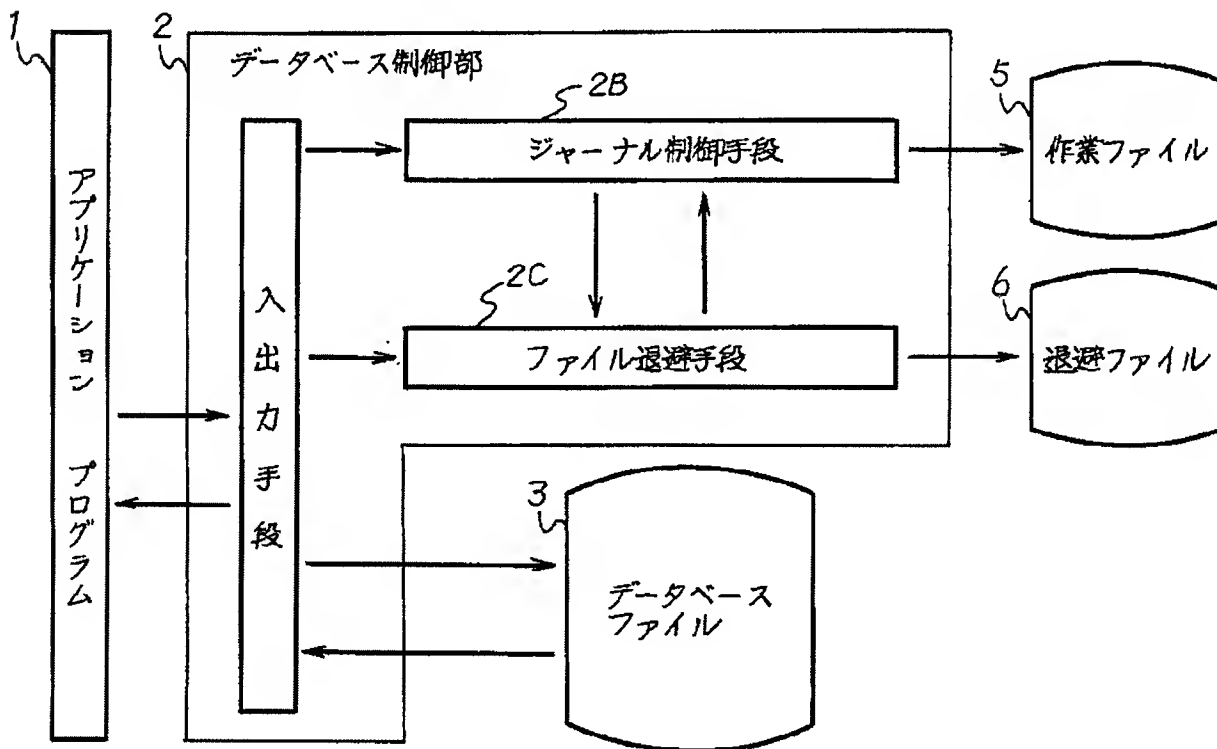 1
2
データベース制御部
2B
ジャーナル制御手段
5
作業ファイル
アプリケーション プログラム
入出力手段
2C
ファイル退避手段
6
退避ファイル
3
データベース
ファイル